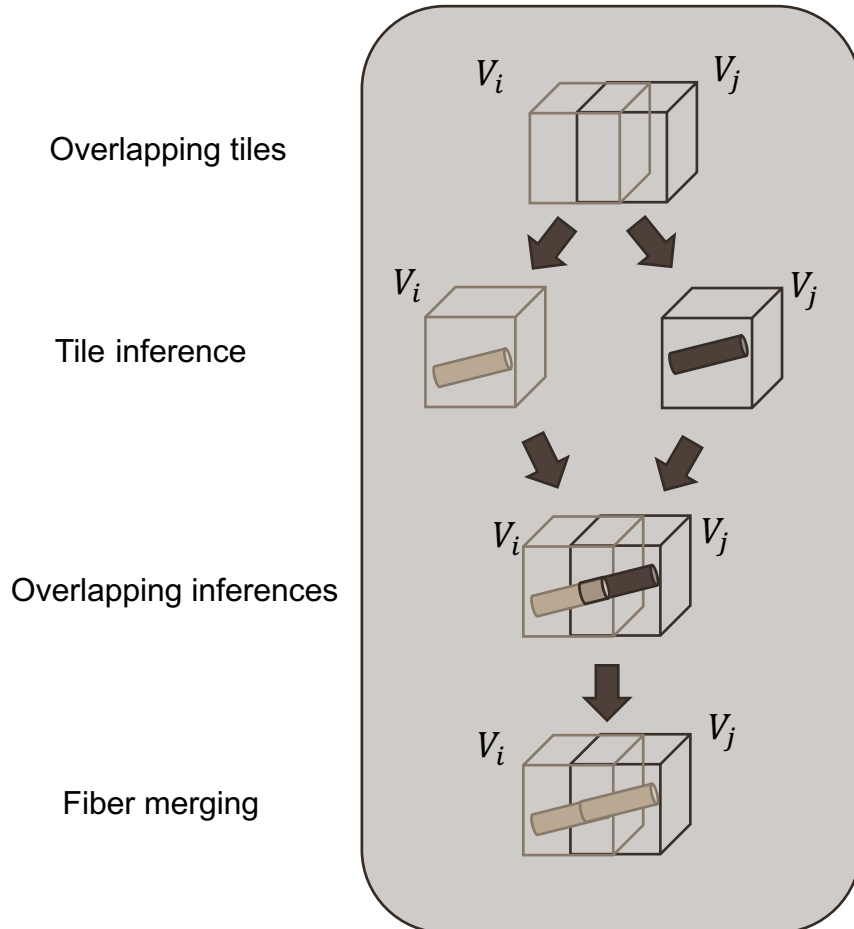 V_i V_j
Overlapping tiles
V_i V_j
Tile inference
V_i V_j
Overlapping inferences
V_i V_j
Fiber merging